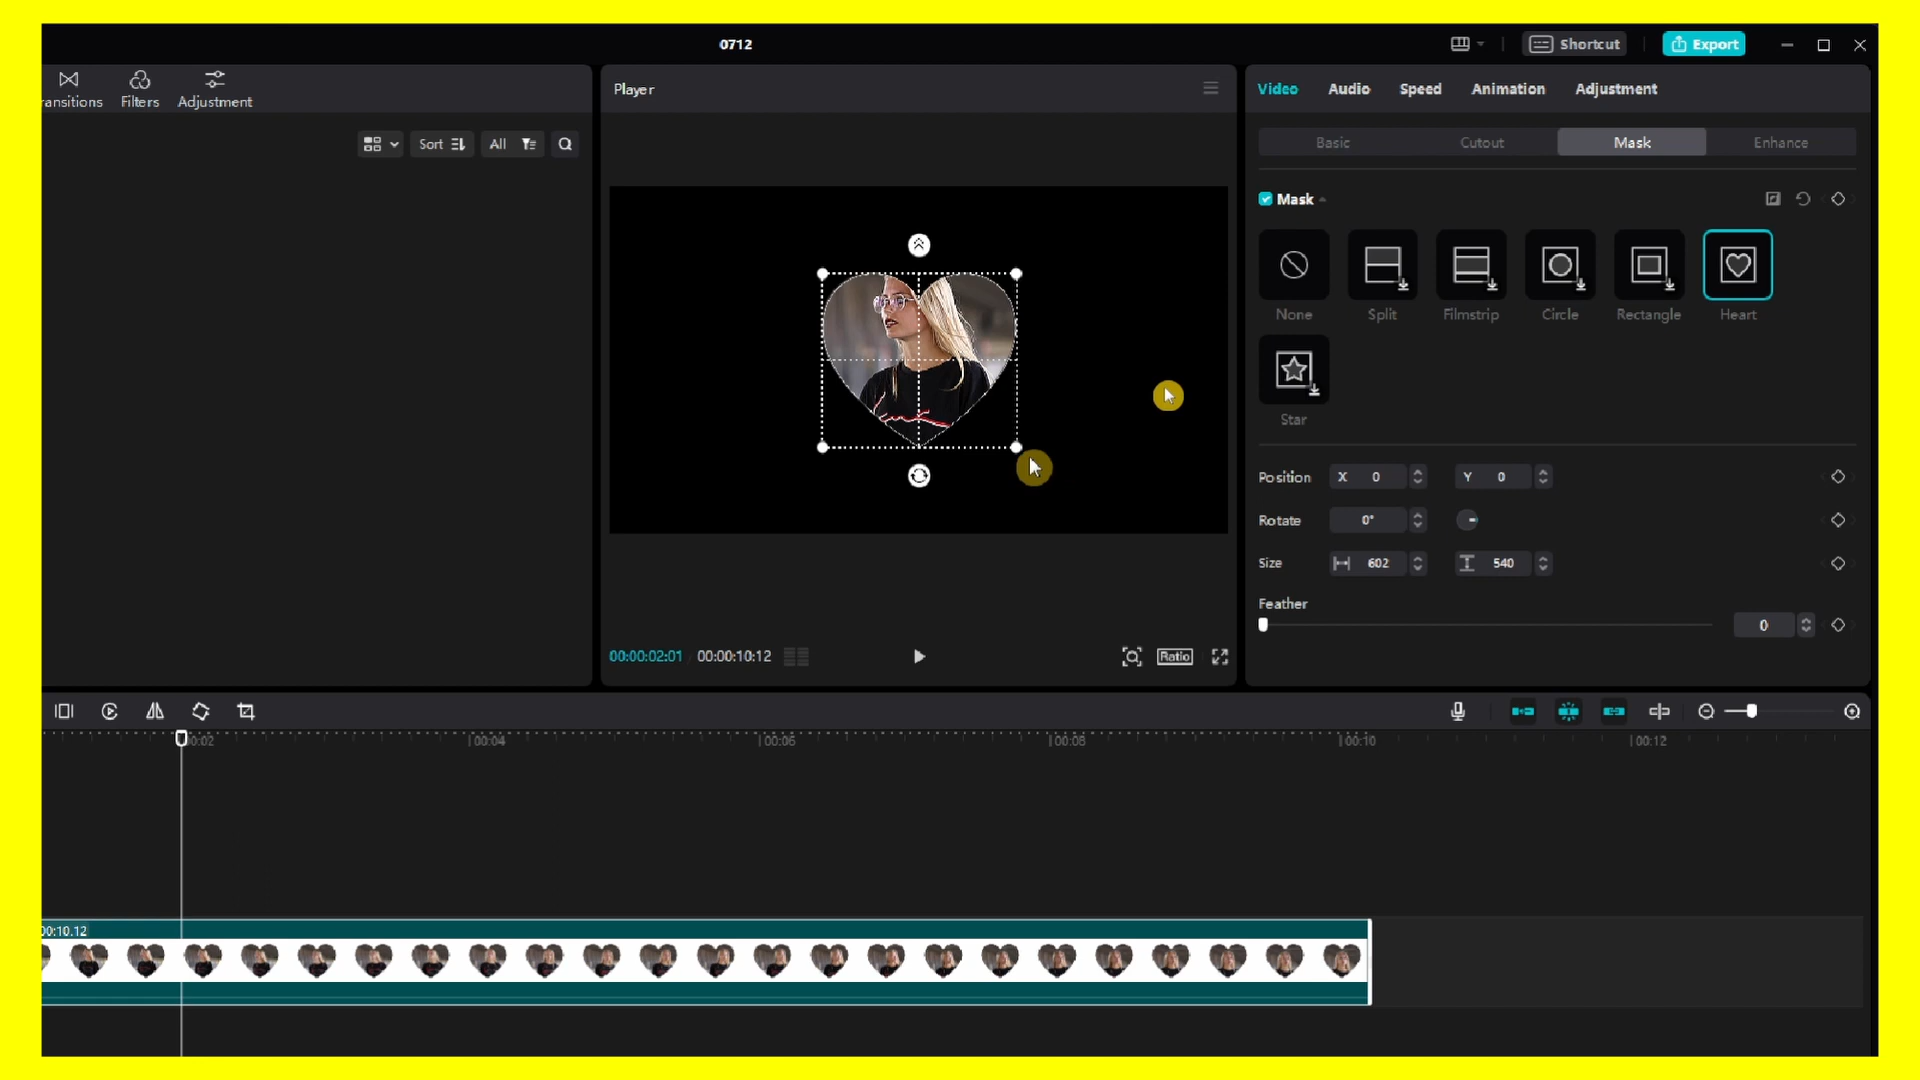 0712
Shortcut
Export
ransitions
Filters
Adjustment
Sort
All
Player
Video
Audio
Speed
Animation
Adjustment
Basic
Cutout
Mask
Enhance
Mask
None
Split
Filmstrip
Circle
Rectangle
Heart
Star
Position X 0 Y 0
Rotate 0°
Size 602 540
Feather
0
00:00:02:01 00:00:10:12
Ratio
00:02 00:04 00:06 00:08 00:10 00:12
00:10.12